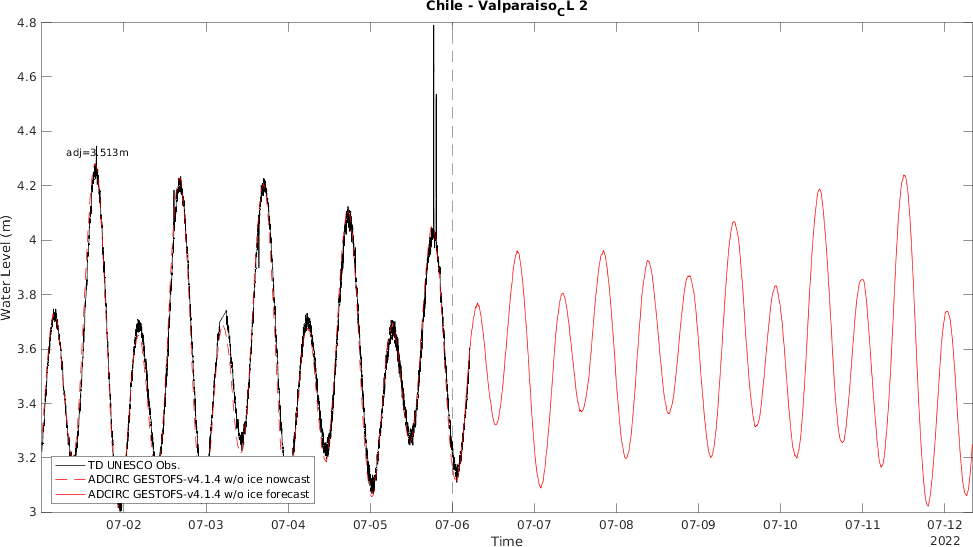 Chile - Valparaiso_CL 2
4.8
4.6
4.4
4.2
4
3.8
3.6
3.4
3.2
3
Water Level (m)
adj=3.513m
TD UNESCO Obs.
ADCIRC GESTOFS-v4.1.4 w/o ice nowcast
ADCIRC GESTOFS-v4.1.4 w/o ice forecast
07-02 07-03 07-04 07-05 07-06 07-07 07-08 07-09 07-10 07-11 07-12
Time
2022